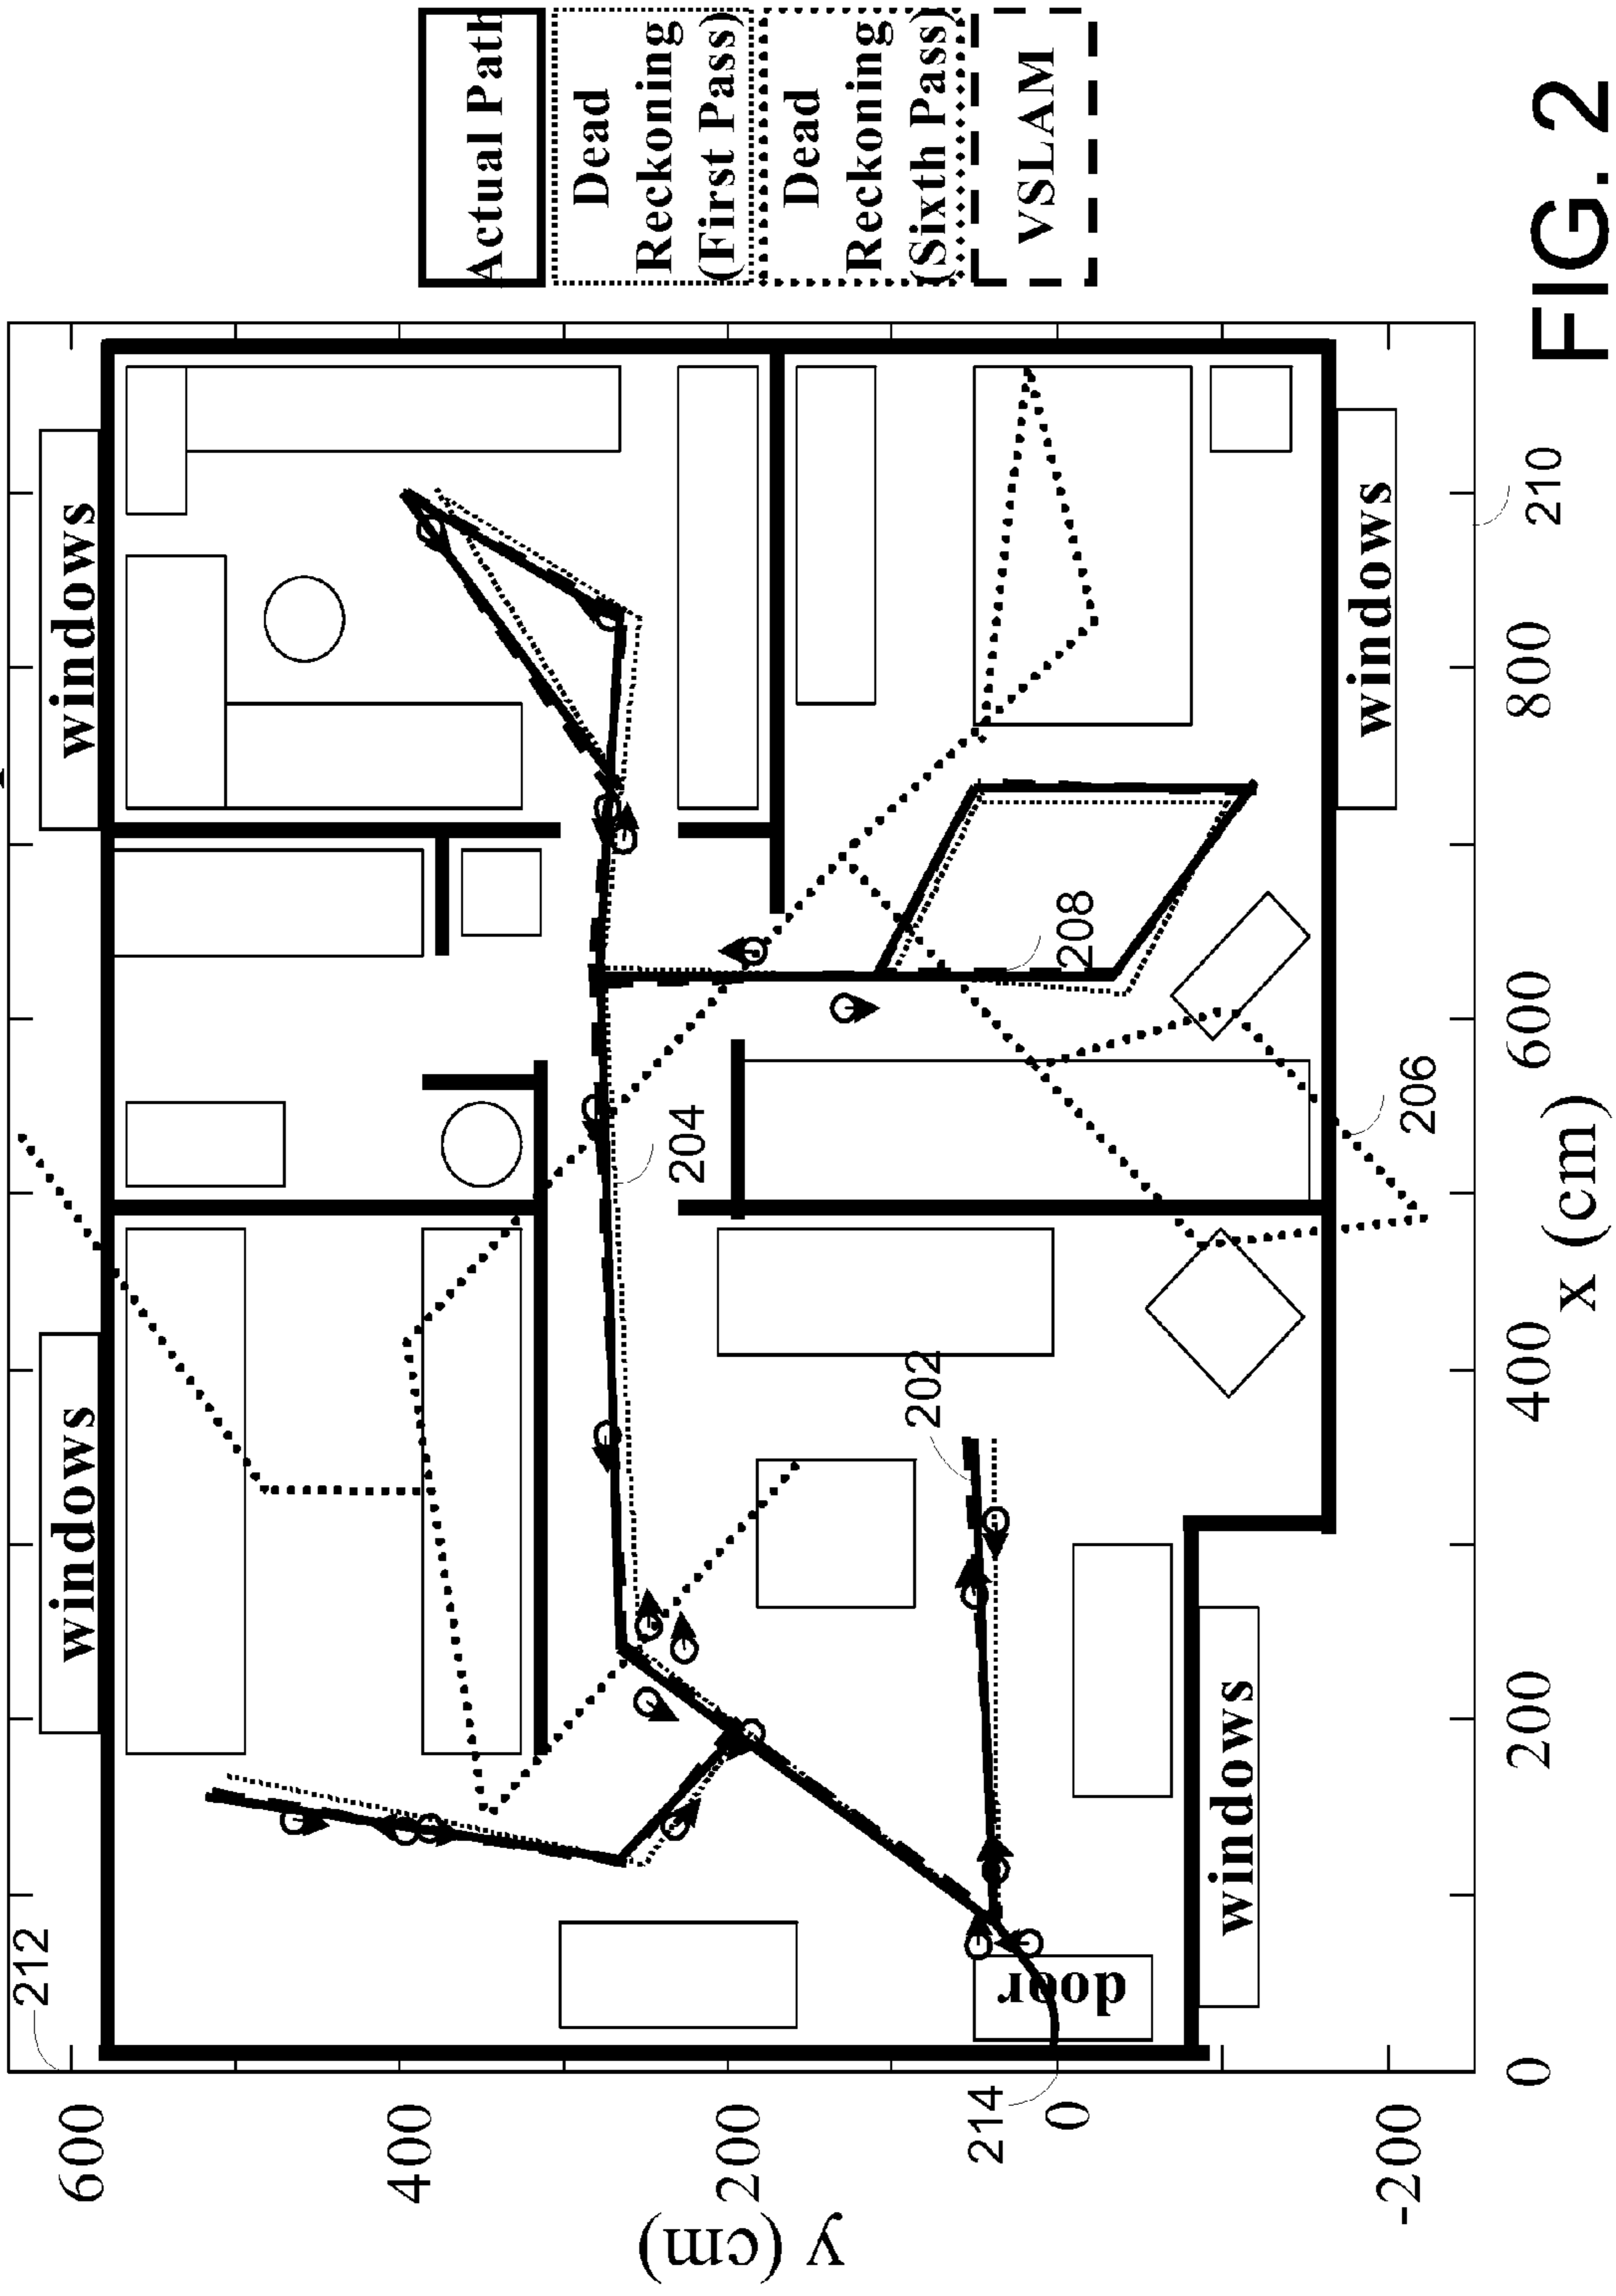 212
windows
windows
600
400
200
0
-200
y (cm)
214
door
202
204
208
206
210
windows
windows
0
200
400
600
800
x (cm)
Actual Path
Dead
Reckoning
(First Pass)
Dead
Reckoning
(Sixth Pass)
VSLAM
FIG. 2